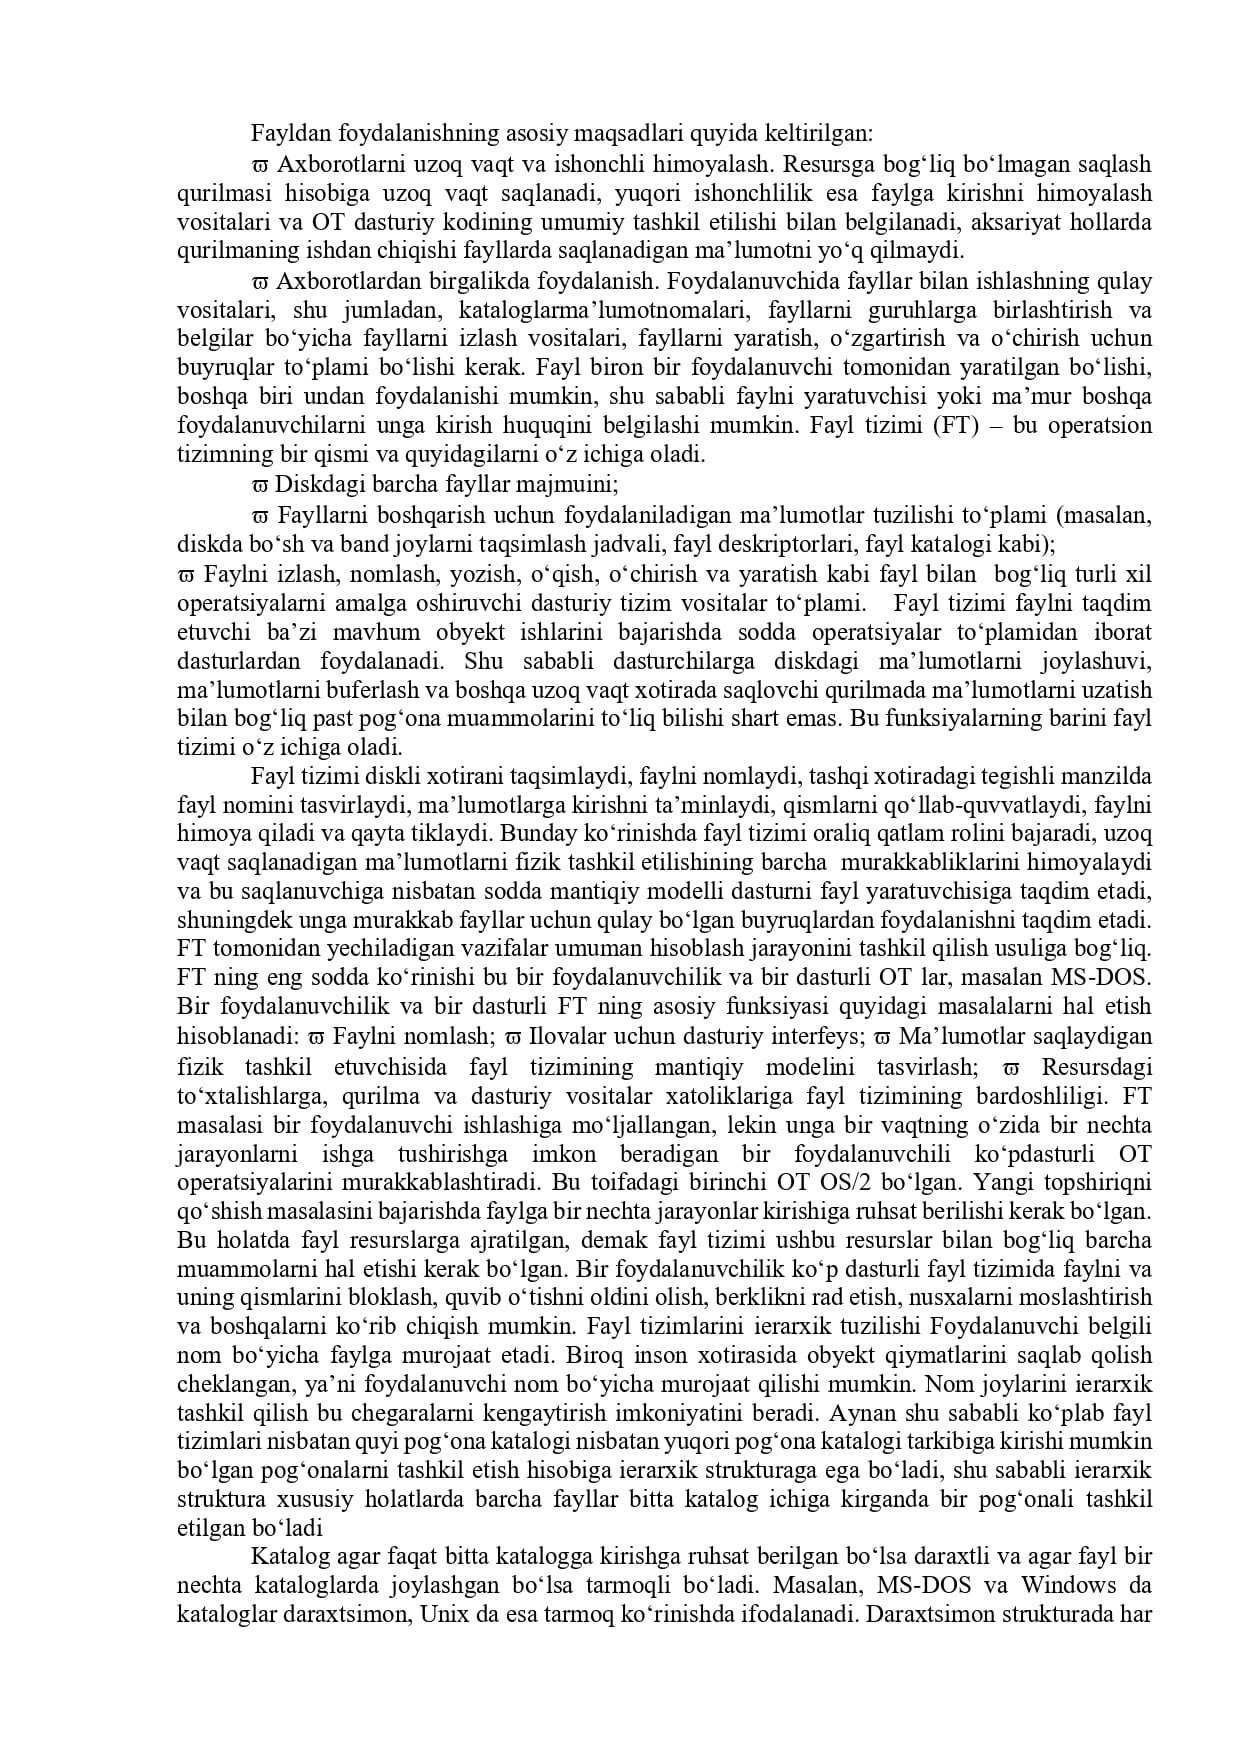 Fayldan foydalanishning asosiy maqsadlari quyida keltirilgan:
ϖ Axborotlarni uzoq vaqt va ishonchli himoyalash. Resursga bog‘liq bo‘lmagan saqlash
qurilmasi hisobiga uzoq vaqt saqlanadi, yuqori ishonchlilik esa faylga kirishni himoyalash
vositalari va OT dasturiy kodining umumiy tashkil etilishi bilan belgilanadi, aksariyat hollarda
qurilmaning ishdan chiqishi fayllarda saqlanadigan ma’lumotni yo‘q qilmaydi.
ϖ Axborotlardan birgalikda foydalanish. Foydalanuvchida fayllar bilan ishlashning qulay
vositalari, shu jumladan, kataloglarma’lumotnomalari, fayllarni guruhlarga birlashtirish va
belgilar bo‘yicha fayllarni izlash vositalari, fayllarni yaratish, o‘zgartirish va o‘chirish uchun
buyruqlar to‘plami bo‘lishi kerak. Fayl biron bir foydalanuvchi tomonidan yaratilgan bo‘lishi,
boshqa biri undan foydalanishi mumkin, shu sababli faylni yaratuvchisi yoki ma’mur boshqa
foydalanuvchilarni unga kirish huquqini belgilashi mumkin. Fayl tizimi (FT) – bu operatsion
tizimning bir qismi va quyidagilarni o‘z ichiga oladi.
ϖ Diskdagi barcha fayllar majmuini;
ϖ Fayllarni boshqarish uchun foydalaniladigan ma’lumotlar tuzilishi to‘plami (masalan,
diskda bo‘sh va band joylarni taqsimlash jadvali, fayl deskriptorlari, fayl katalogi kabi);
ϖ Faylni izlash, nomlash, yozish, o‘qish, o‘chirish va yaratish kabi fayl bilan  bog‘liq turli xil
operatsiyalarni amalga oshiruvchi dasturiy tizim vositalar to‘plami.   Fayl tizimi faylni taqdim
etuvchi ba’zi mavhum obyekt ishlarini bajarishda sodda operatsiyalar to‘plamidan iborat
dasturlardan foydalanadi. Shu sababli dasturchilarga diskdagi ma’lumotlarni joylashuvi,
ma’lumotlarni buferlash va boshqa uzoq vaqt xotirada saqlovchi qurilmada ma’lumotlarni uzatish
bilan bog‘liq past pog‘ona muammolarini to‘liq bilishi shart emas. Bu funksiyalarning barini fayl
tizimi o‘z ichiga oladi.
Fayl tizimi diskli xotirani taqsimlaydi, faylni nomlaydi, tashqi xotiradagi tegishli manzilda
fayl nomini tasvirlaydi, ma’lumotlarga kirishni ta’minlaydi, qismlarni qo‘llab-quvvatlaydi, faylni
himoya qiladi va qayta tiklaydi. Bunday ko‘rinishda fayl tizimi oraliq qatlam rolini bajaradi, uzoq
vaqt saqlanadigan ma’lumotlarni fizik tashkil etilishining barcha  murakkabliklarini himoyalaydi
va bu saqlanuvchiga nisbatan sodda mantiqiy modelli dasturni fayl yaratuvchisiga taqdim etadi,
shuningdek unga murakkab fayllar uchun qulay bo‘lgan buyruqlardan foydalanishni taqdim etadi.
FT tomonidan yechiladigan vazifalar umuman hisoblash jarayonini tashkil qilish usuliga bog‘liq.
FT ning eng sodda ko‘rinishi bu bir foydalanuvchilik va bir dasturli OT lar, masalan MS-DOS.
Bir foydalanuvchilik va bir dasturli FT ning asosiy funksiyasi quyidagi masalalarni hal etish
hisoblanadi: ϖ Faylni nomlash; ϖ Ilovalar uchun dasturiy interfeys; ϖ Ma’lumotlar saqlaydigan
fizik tashkil etuvchisida fayl tizimining mantiqiy modelini tasvirlash; ϖ Resursdagi
to‘xtalishlarga, qurilma va dasturiy vositalar xatoliklariga fayl tizimining bardoshliligi. FT
masalasi bir foydalanuvchi ishlashiga mo‘ljallangan, lekin unga bir vaqtning o‘zida bir nechta
jarayonlarni ishga tushirishga imkon beradigan bir foydalanuvchili ko‘pdasturli OT
operatsiyalarini murakkablashtiradi. Bu toifadagi birinchi OT OS/2 bo‘lgan. Yangi topshiriqni
qo‘shish masalasini bajarishda faylga bir nechta jarayonlar kirishiga ruhsat berilishi kerak bo‘lgan.
Bu holatda fayl resurslarga ajratilgan, demak fayl tizimi ushbu resurslar bilan bog‘liq barcha
muammolarni hal etishi kerak bo‘lgan. Bir foydalanuvchilik ko‘p dasturli fayl tizimida faylni va
uning qismlarini bloklash, quvib o‘tishni oldini olish, berklikni rad etish, nusxalarni moslashtirish
va boshqalarni ko‘rib chiqish mumkin. Fayl tizimlarini ierarxik tuzilishi Foydalanuvchi belgili
nom bo‘yicha faylga murojaat etadi. Biroq inson xotirasida obyekt qiymatlarini saqlab qolish
cheklangan, ya’ni foydalanuvchi nom bo‘yicha murojaat qilishi mumkin. Nom joylarini ierarxik
tashkil qilish bu chegaralarni kengaytirish imkoniyatini beradi. Aynan shu sababli ko‘plab fayl
tizimlari nisbatan quyi pog‘ona katalogi nisbatan yuqori pog‘ona katalogi tarkibiga kirishi mumkin
bo‘lgan pog‘onalarni tashkil etish hisobiga ierarxik strukturaga ega bo‘ladi, shu sababli ierarxik
struktura xususiy holatlarda barcha fayllar bitta katalog ichiga kirganda bir pog‘onali tashkil
etilgan bo‘ladi
Katalog agar faqat bitta katalogga kirishga ruhsat berilgan bo‘lsa daraxtli va agar fayl bir
nechta kataloglarda joylashgan bo‘lsa tarmoqli bo‘ladi. Masalan, MS-DOS va Windows da
kataloglar daraxtsimon, Unix da esa tarmoq ko‘rinishda ifodalanadi. Daraxtsimon strukturada har